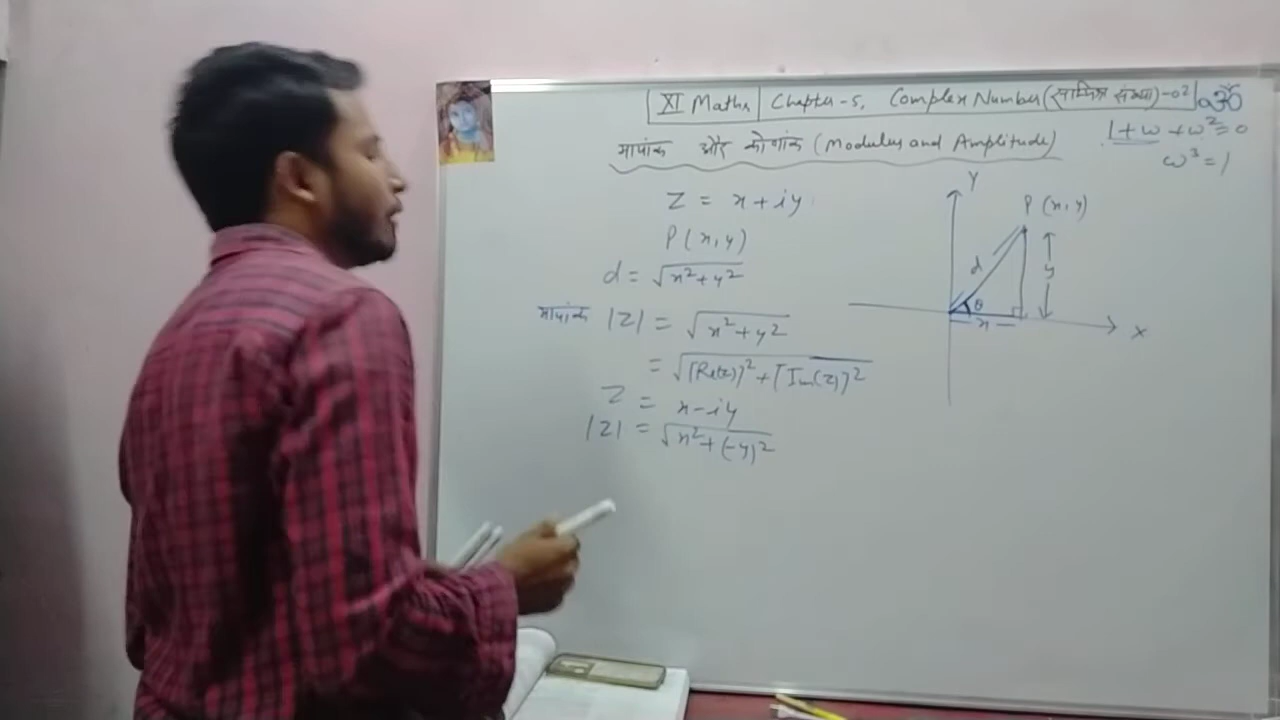 XI Maths | Chapter-5, Complex Number (सम्मिश्र संख्या)-02
ॐ
मापांक और कोणांक (Modulus and Amplitude)
1+ω+ω²=0
ω³=1
Z = x+iy
P(x,y)
d = √x²+y²
मापांक |Z| = √x²+y²
= √[Re(z)]²+[Im(z)]²
Z = x-iy
|Z| = √x²+(-y)²
Y
P(x,y)
d
y
θ
x
X